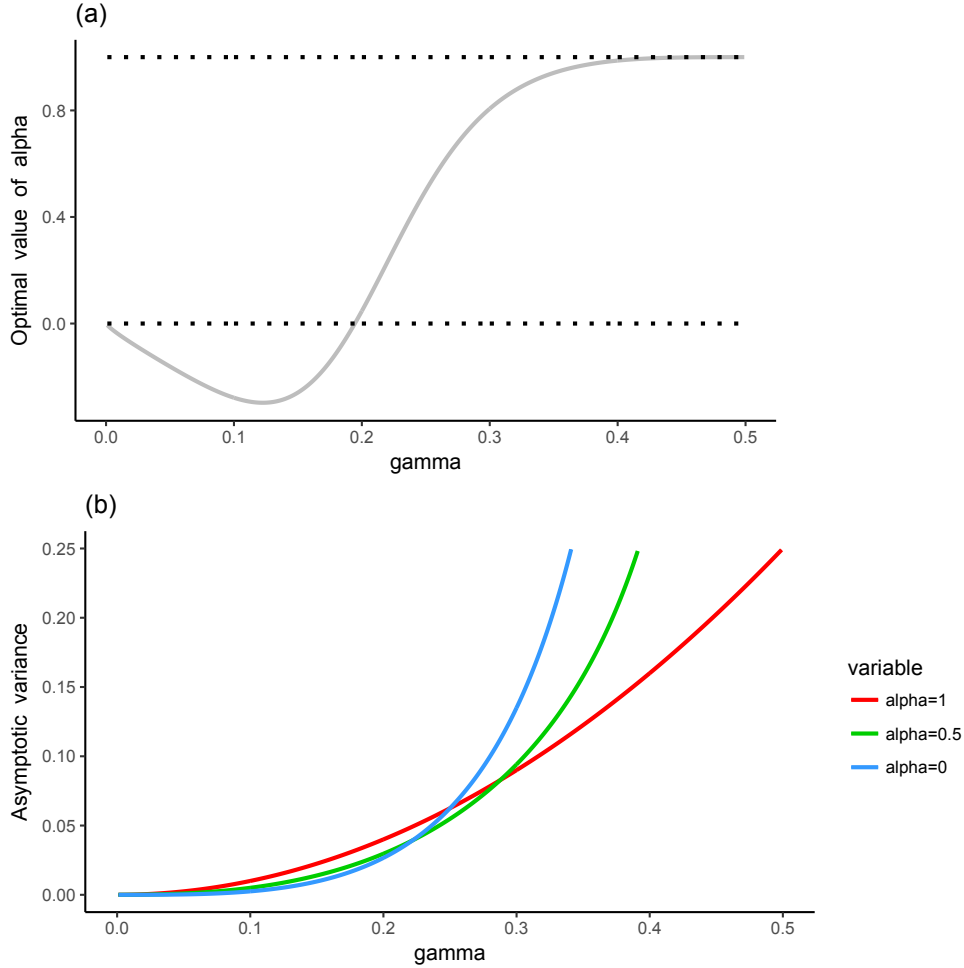 (a)
Optimal value of alpha
0.8
0.4
0.0
0.0 0.1 0.2 0.3 0.4 0.5
gamma
(b)
Asymptotic variance
0.25
0.20
0.15
0.10
0.05
0.00
0.0 0.1 0.2 0.3 0.4 0.5
gamma
variable
alpha=1
alpha=0.5
alpha=0